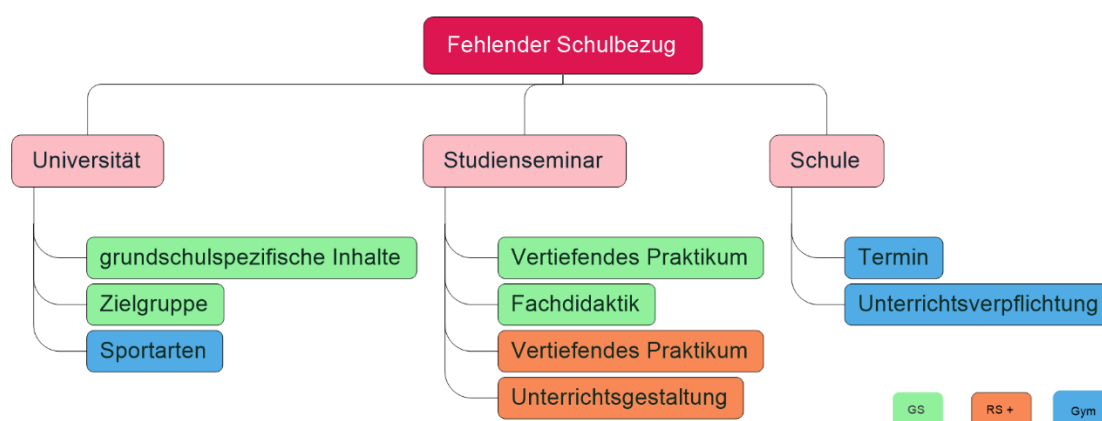 Fehlender Schulbezug
Universität
Studienseminar
Schule
grundschulspezifische Inhalte
Zielgruppe
Sportarten
Vertiefendes Praktikum
Fachdidaktik
Vertiefendes Praktikum
Unterrichtsgestaltung
Termin
Unterrichtsverpflichtung
GS
RS +
Gym